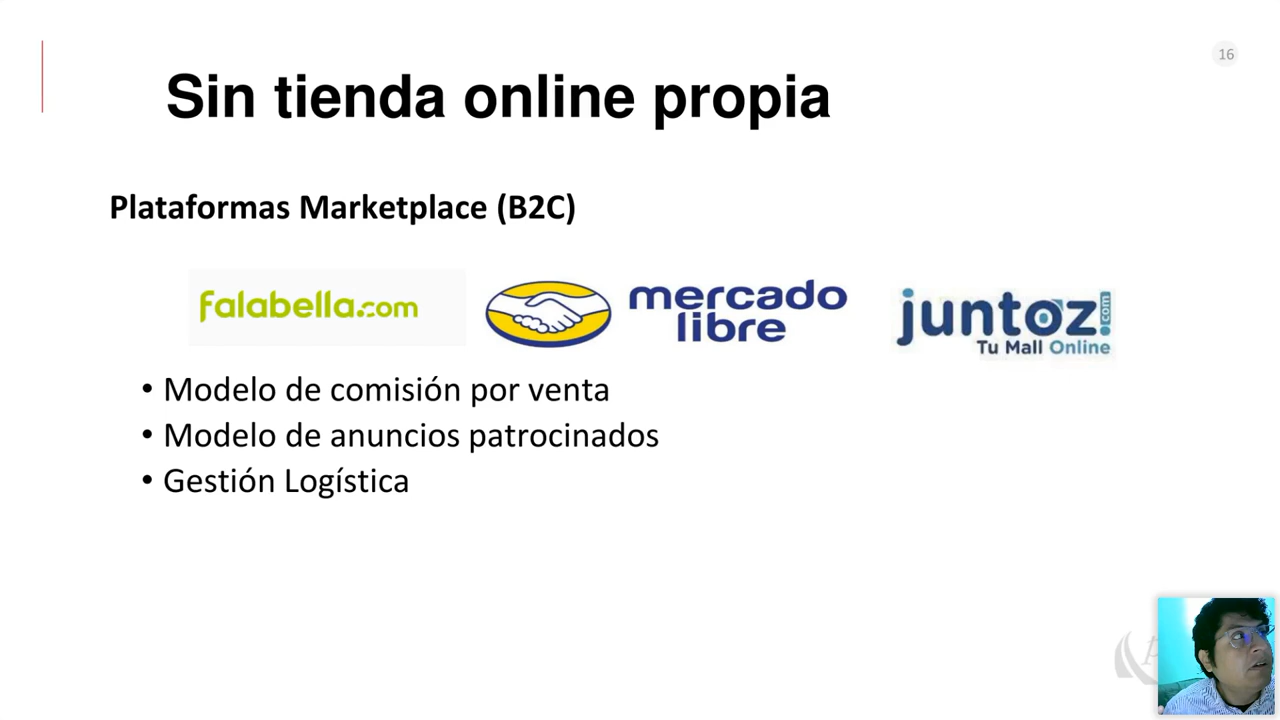 16
Sin tienda online propia
Plataformas Marketplace (B2C)
falabella.com
mercado
libre
juntoz.com
Tu Mall Online
• Modelo de comisión por venta
• Modelo de anuncios patrocinados
• Gestión Logística